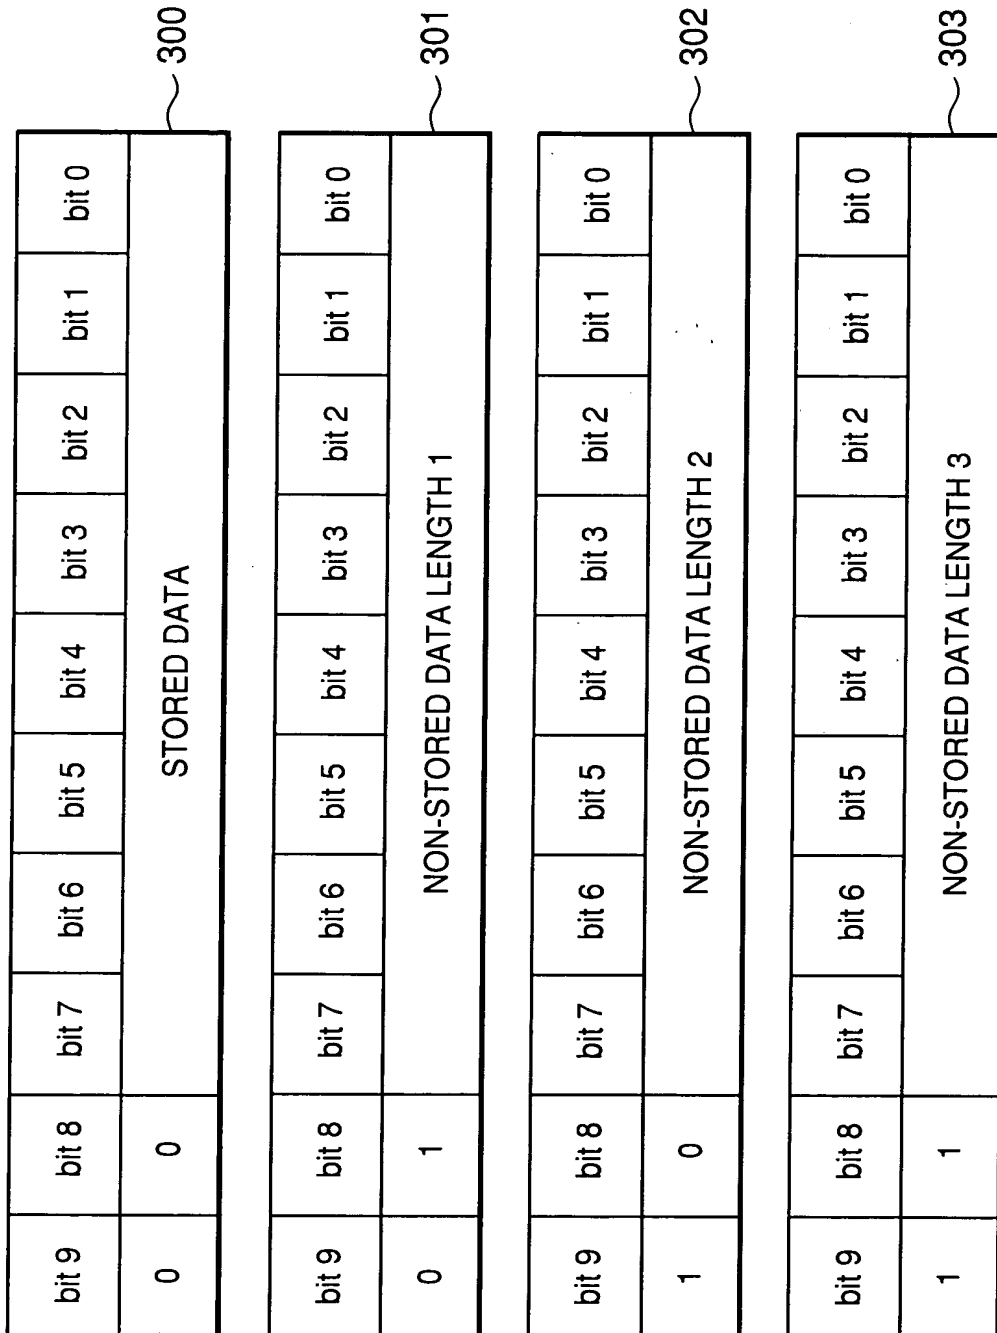 bit 9 bit 8 bit 7 bit 6 bit 5 bit 4 bit 3 bit 2 bit 1 bit 0
0 0 STORED DATA 300
bit 9 bit 8 bit 7 bit 6 bit 5 bit 4 bit 3 bit 2 bit 1 bit 0
0 1 NON-STORED DATA LENGTH 1 301
bit 9 bit 8 bit 7 bit 6 bit 5 bit 4 bit 3 bit 2 bit 1 bit 0
1 0 NON-STORED DATA LENGTH 2 302
bit 9 bit 8 bit 7 bit 6 bit 5 bit 4 bit 3 bit 2 bit 1 bit 0
1 1 NON-STORED DATA LENGTH 3 303